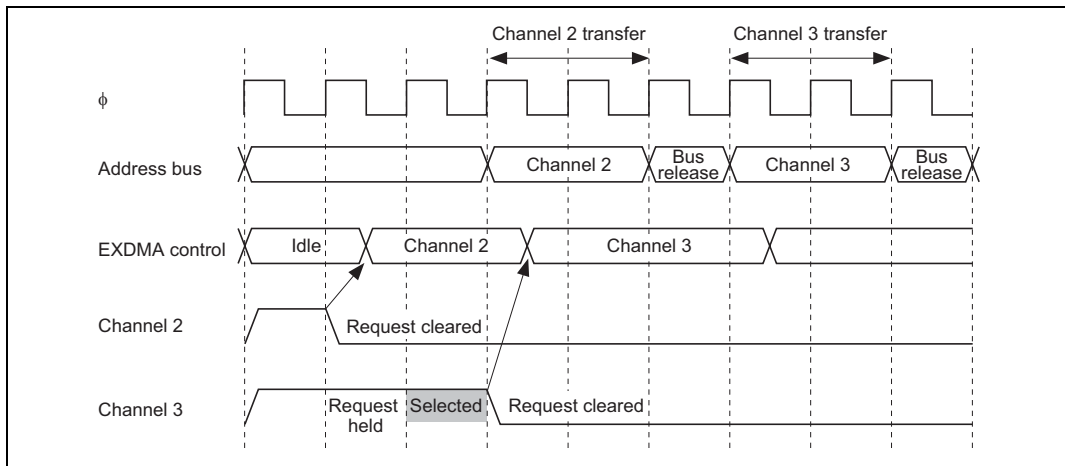 Channel 2 transfer Channel 3 transfer
ϕ
Address bus Channel 2 Bus release Channel 3 Bus release
EXDMA control Idle Channel 2 Channel 3
Channel 2 Request cleared
Channel 3 Request held Selected Request cleared